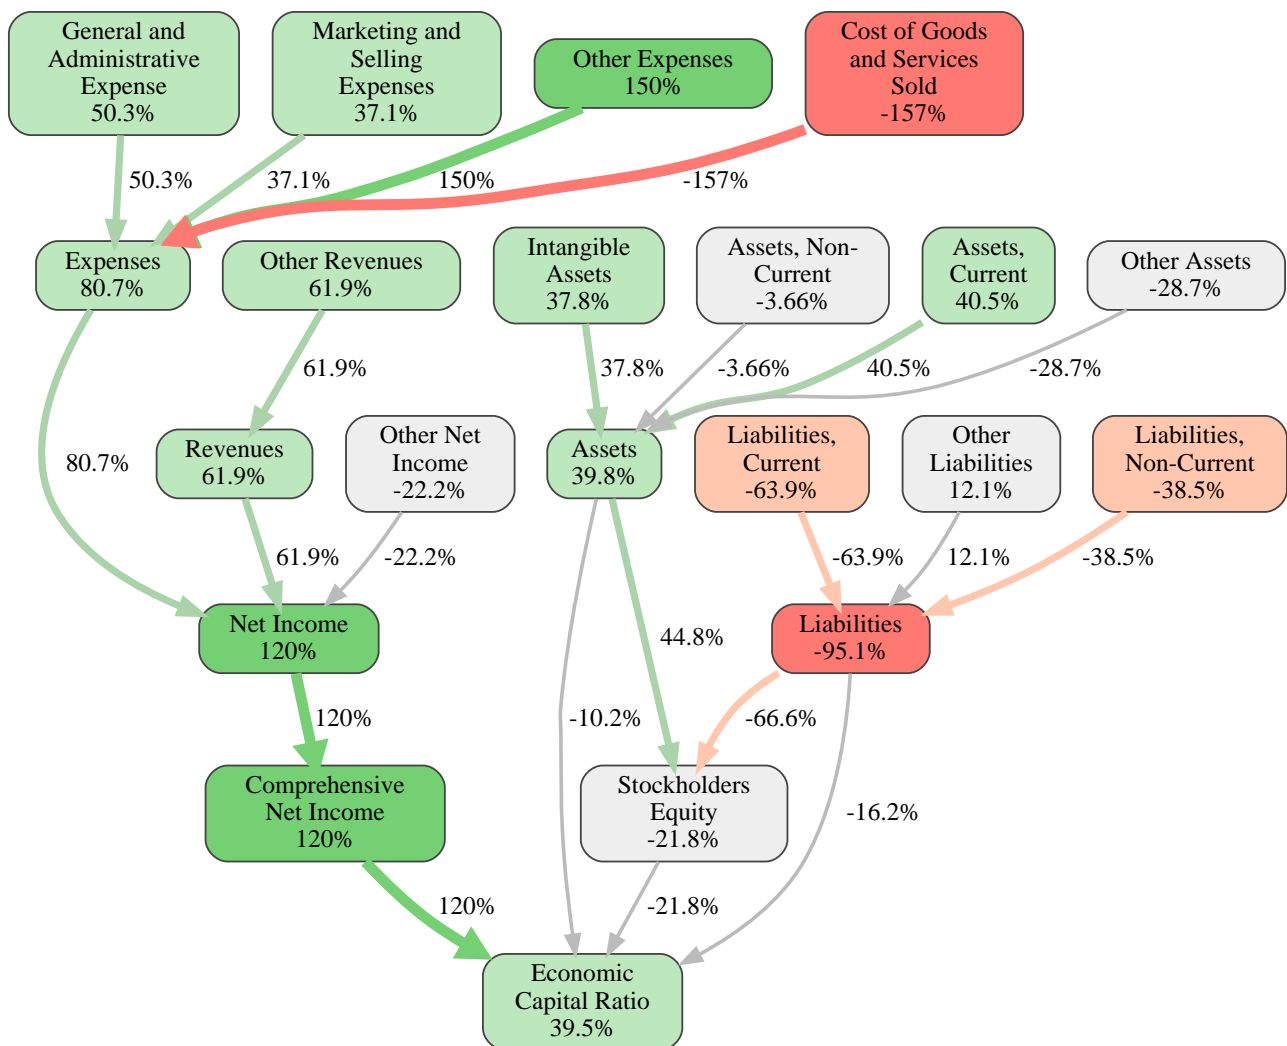 General and
Administrative
Expense
50.3%
Marketing and
Selling
Expenses
37.1%
Other Expenses
150%
Cost of Goods
and Services
Sold
-157%
50.3%
37.1%
150%
-157%
Expenses
80.7%
Other Revenues
61.9%
Intangible
Assets
37.8%
Assets, Non-
Current
-3.66%
Assets,
Current
40.5%
Other Assets
-28.7%
61.9%
37.8%
-3.66%
40.5%
-28.7%
80.7%
Revenues
61.9%
Other Net
Income
-22.2%
Assets
39.8%
Liabilities,
Current
-63.9%
Other
Liabilities
12.1%
Liabilities,
Non-Current
-38.5%
61.9%
-22.2%
-63.9%
12.1%
-38.5%
Net Income
120%
44.8%
Liabilities
-95.1%
120%
-10.2%
-66.6%
Comprehensive
Net Income
120%
Stockholders
Equity
-21.8%
-16.2%
120%
-21.8%
Economic
Capital Ratio
39.5%